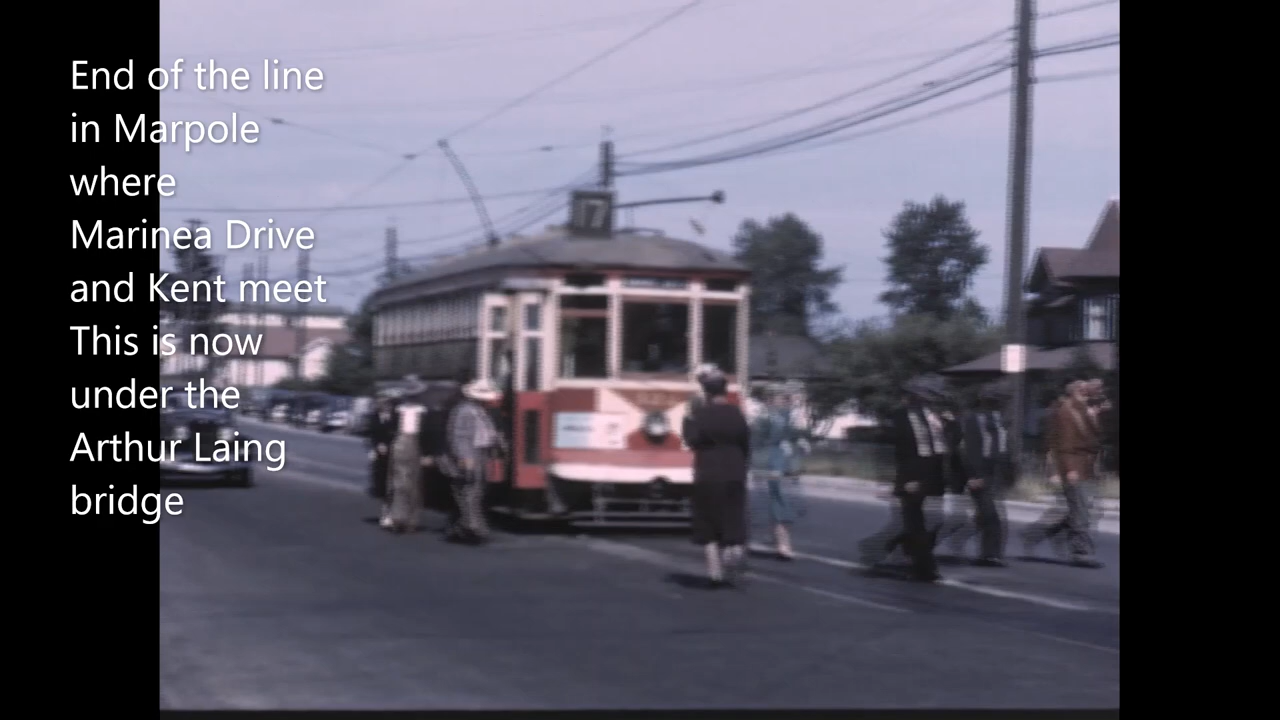 End of the line
in Marpole
where
Marinea Drive
and Kent meet
This is now
under the
Arthur Laing
bridge
17